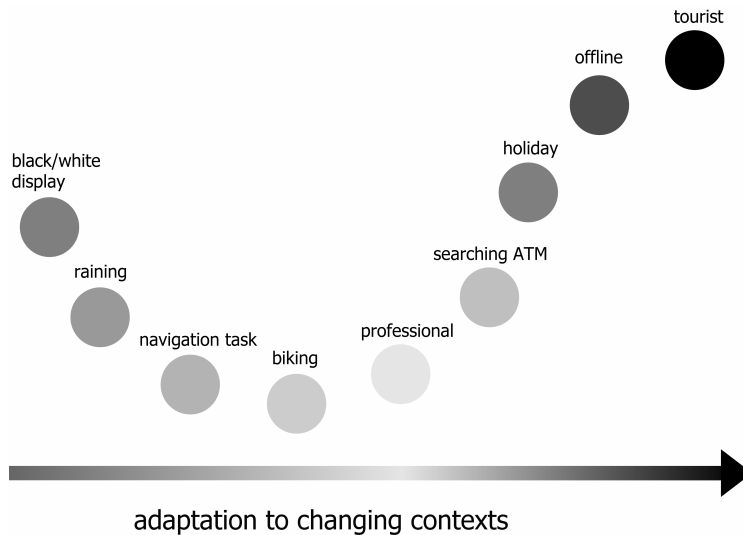 tourist
offline
holiday
black/white
display
searching ATM
raining
professional
navigation task
biking
adaptation to changing contexts